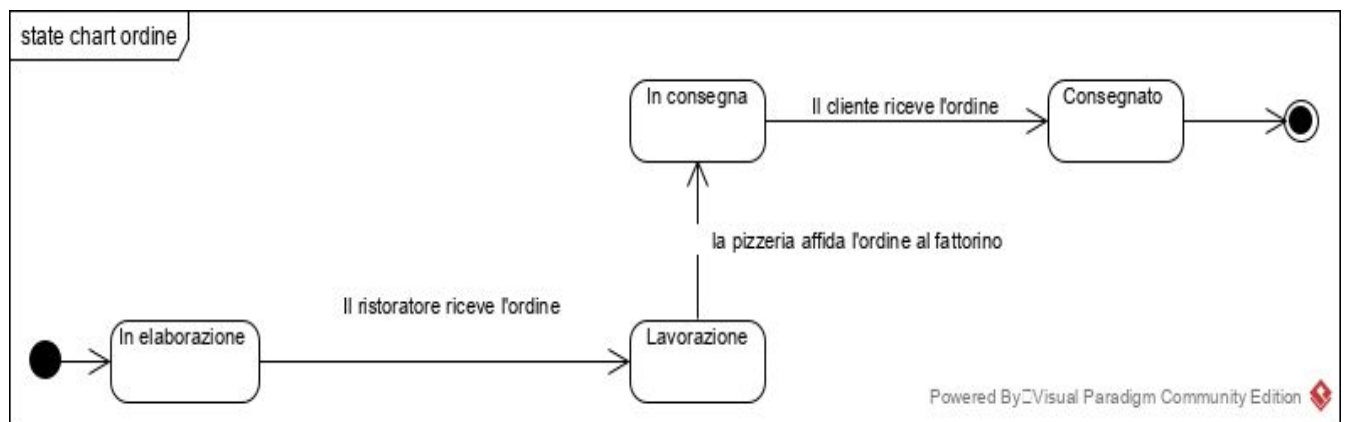 state chart ordine
In consegna
Il cliente riceve l'ordine
Consegnato
la pizzeria affida l'ordine al fattorino
Il ristoratore riceve l'ordine
In elaborazione
Lavorazione
Powered By□Visual Paradigm Community Edition